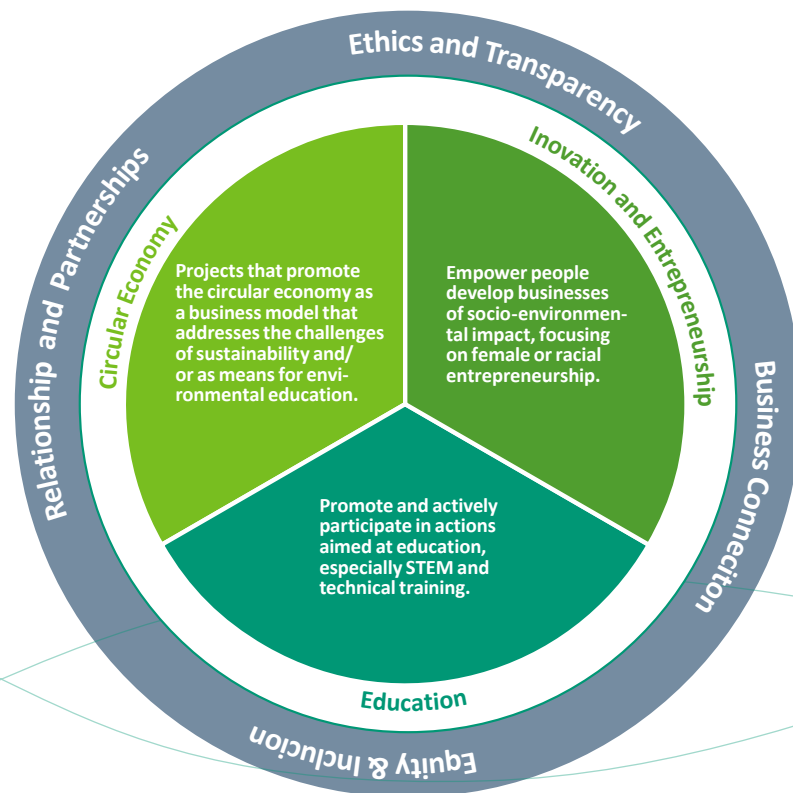 Ethics and Transparency
Relationship and Partnerships
Circular Economy
Inovation and Entrepreneurship
Projects that promote
the circular economy as
a business model that
addresses the challenges
of sustainability and/
or as means for envi-
ronmental education.
Empower people
develop businesses
of socio-environmen-
tal impact, focusing
on female or racial
entrepreneurship.
Business Conneciton
Promote and actively
participate in actions
aimed at education,
especially STEM and
technical training.
Education
Equity & Inclucion